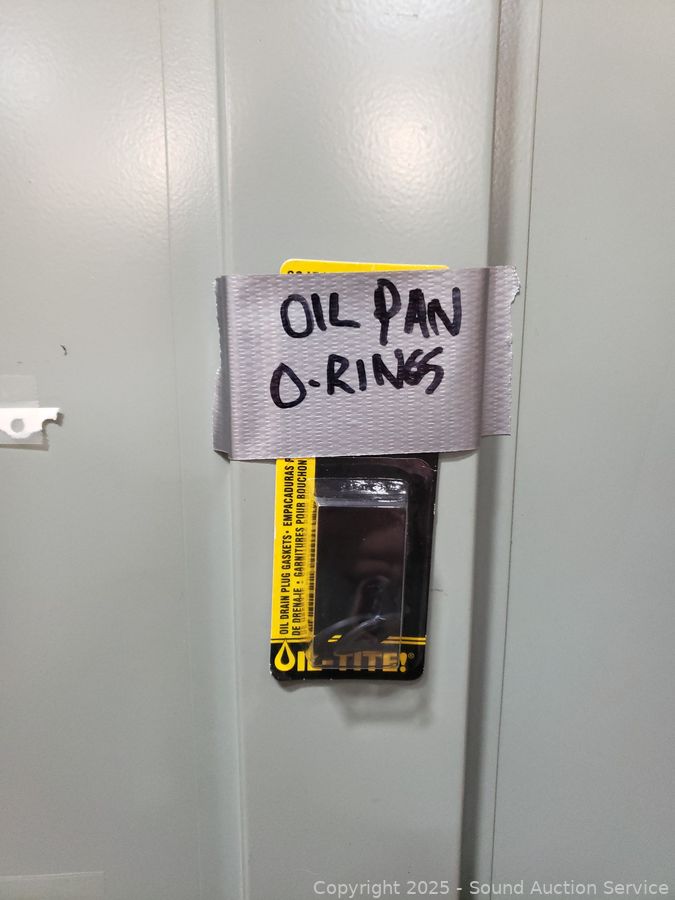 OIL PAN
O-RINGS
OIL DRAIN PLUG GASKETS • EMPACADURAS
DE DRENAJE • GARNITURES POUR BOUCHON
OIL-TITE!®
Copyright 2025 - Sound Auction Service